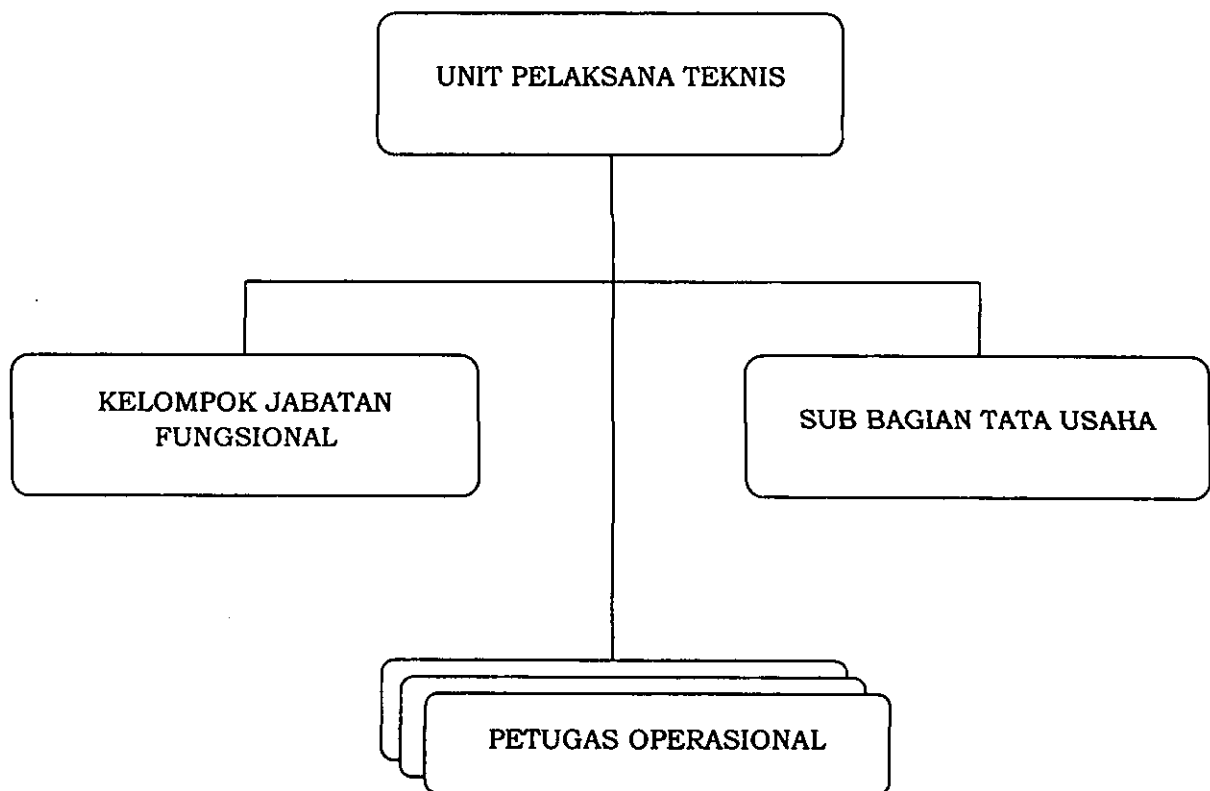 UNIT PELAKSANA TEKNIS
KELOMPOK JABATAN
FUNGSIONAL
SUB BAGIAN TATA USAHA
PETUGAS OPERASIONAL